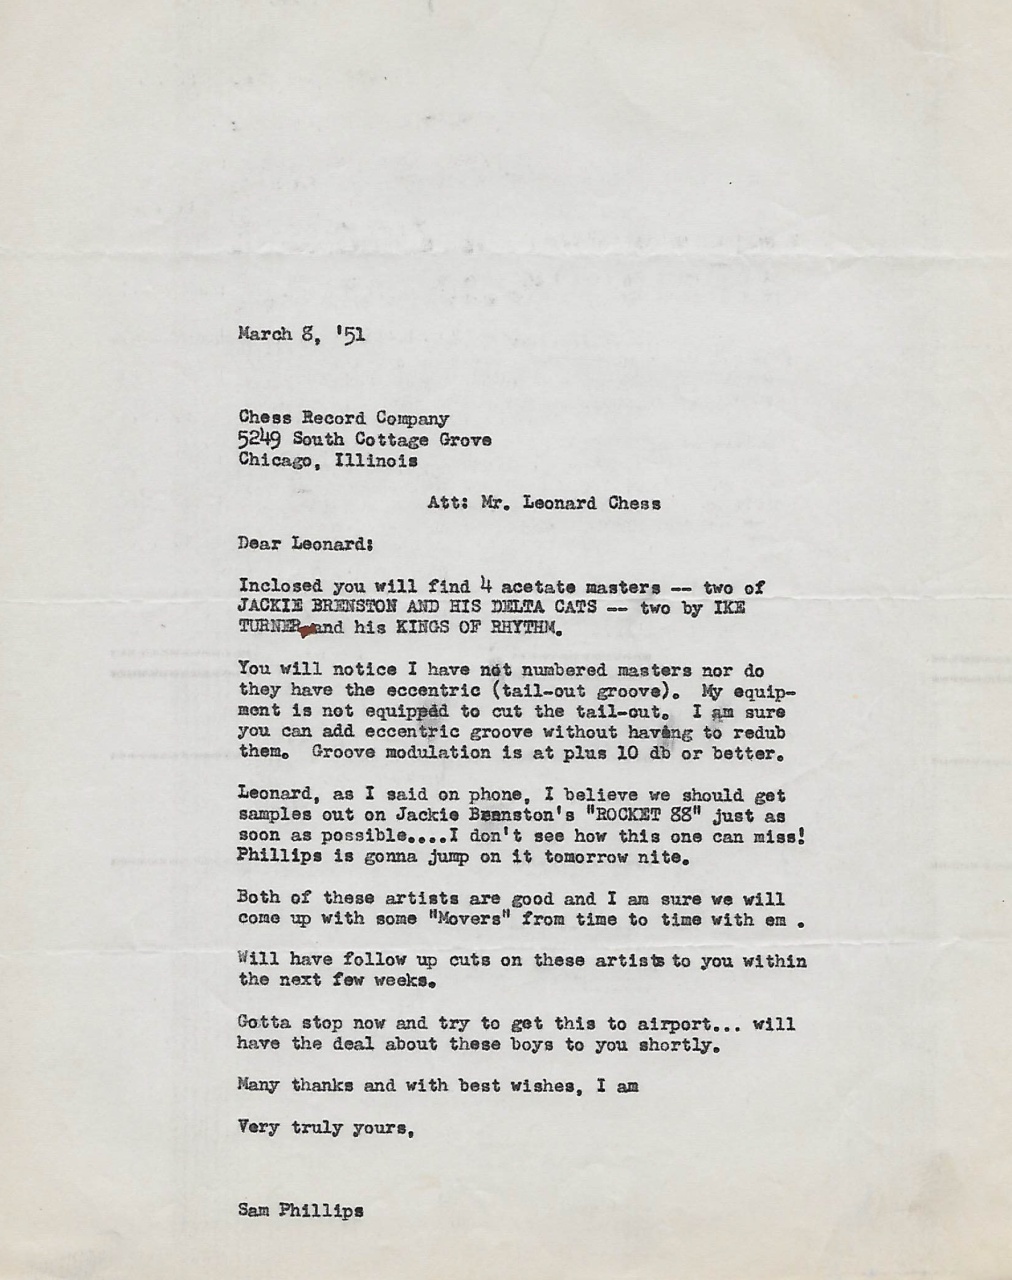 March 8, '51
Chess Record Company
5249 South Cottage Grove
Chicago, Illinois
Att: Mr. Leonard Chess
Dear Leonard:
Inclosed you will find 4 acetate masters -- two of
JACKIE BRENSTON AND HIS DELTA CATS -- two by IKE
TURNER and his KINGS OF RHYTHM.
You will notice I have not numbered masters nor do
they have the eccentric (tail-out groove). My equip-
ment is not equipped to cut the tail-out. I am sure
you can add eccentric groove without having to redub
them. Groove modulation is at plus 10 db or better.
Leonard, as I said on phone, I believe we should get
samples out on Jackie Brenston's "ROCKET 88" just as
soon as possible....I don't see how this one can miss!
Phillips is gonna jump on it tomorrow nite.
Both of these artists are good and I am sure we will
come up with some "Movers" from time to time with em .
Will have follow up cuts on these artists to you within
the next few weeks.
Gotta stop now and try to get this to airport... will
have the deal about these boys to you shortly.
Many thanks and with best wishes, I am
Very truly yours,
Sam Phillips